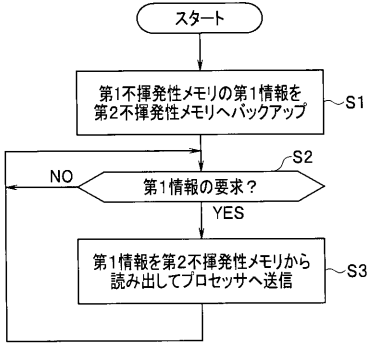 スタート
第1不揮発性メモリの第1情報を
第2不揮発性メモリへバックアップ
S1
S2
第1情報の要求？
NO
YES
第1情報を第2不揮発性メモリから
読み出してプロセッサへ送信
S3